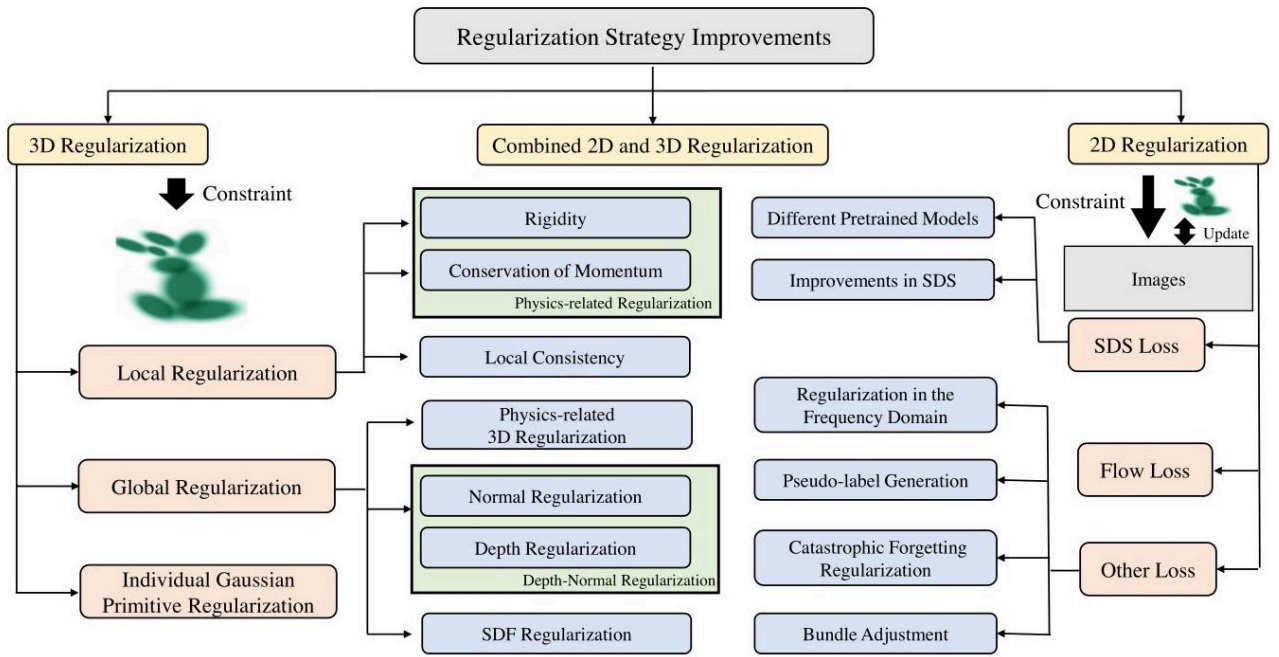 Regularization Strategy Improvements
3D Regularization
Combined 2D and 3D Regularization
2D Regularization
Constraint
Rigidity
Conservation of Momentum
Physics-related Regularization
Local Consistency
Local Regularization
Physics-related
3D Regularization
Global Regularization
Normal Regularization
Depth Regularization
Depth-Normal Regularization
Individual Gaussian
Primitive Regularization
SDF Regularization
Different Pretrained Models
Improvements in SDS
Constraint
Update
Images
SDS Loss
Regularization in the
Frequency Domain
Pseudo-label Generation
Flow Loss
Catastrophic Forgetting
Regularization
Other Loss
Bundle Adjustment